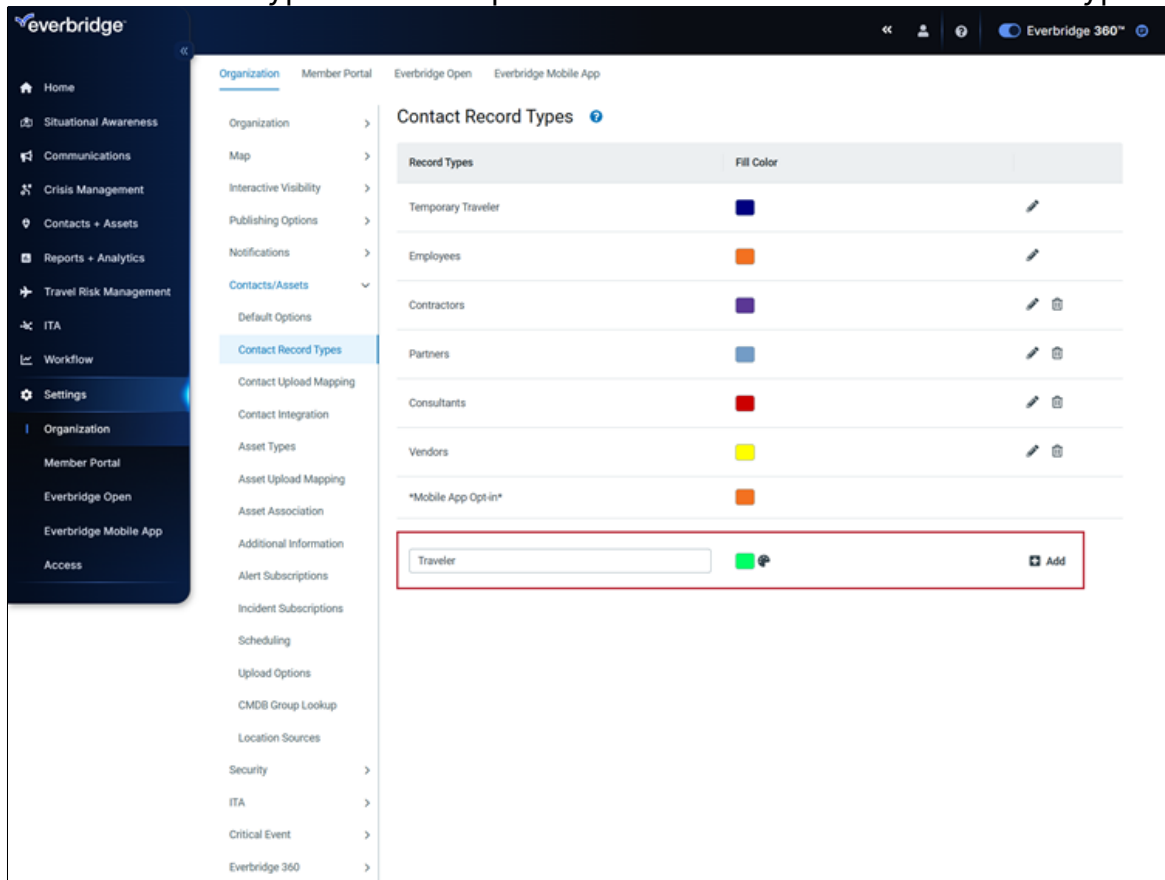 everbridge
Everbridge 360™
Home
Situational Awareness
Communications
Crisis Management
Contacts + Assets
Reports + Analytics
Travel Risk Management
ITA
Workflow
Settings
Organization
Member Portal
Everbridge Open
Everbridge Mobile App
Access
Organization Member Portal Everbridge Open Everbridge Mobile App
Organization
Map
Interactive Visibility
Publishing Options
Notifications
Contacts/Assets
Default Options
Contact Record Types
Contact Upload Mapping
Contact Integration
Asset Types
Asset Upload Mapping
Asset Association
Additional Information
Alert Subscriptions
Incident Subscriptions
Scheduling
Upload Options
CMDB Group Lookup
Location Sources
Security
ITA
Critical Event
Everbridge 360
Contact Record Types
Record Types Fill Color
Temporary Traveler
Employees
Contractors
Partners
Consultants
Vendors
*Mobile App Opt-in*
Traveler Add